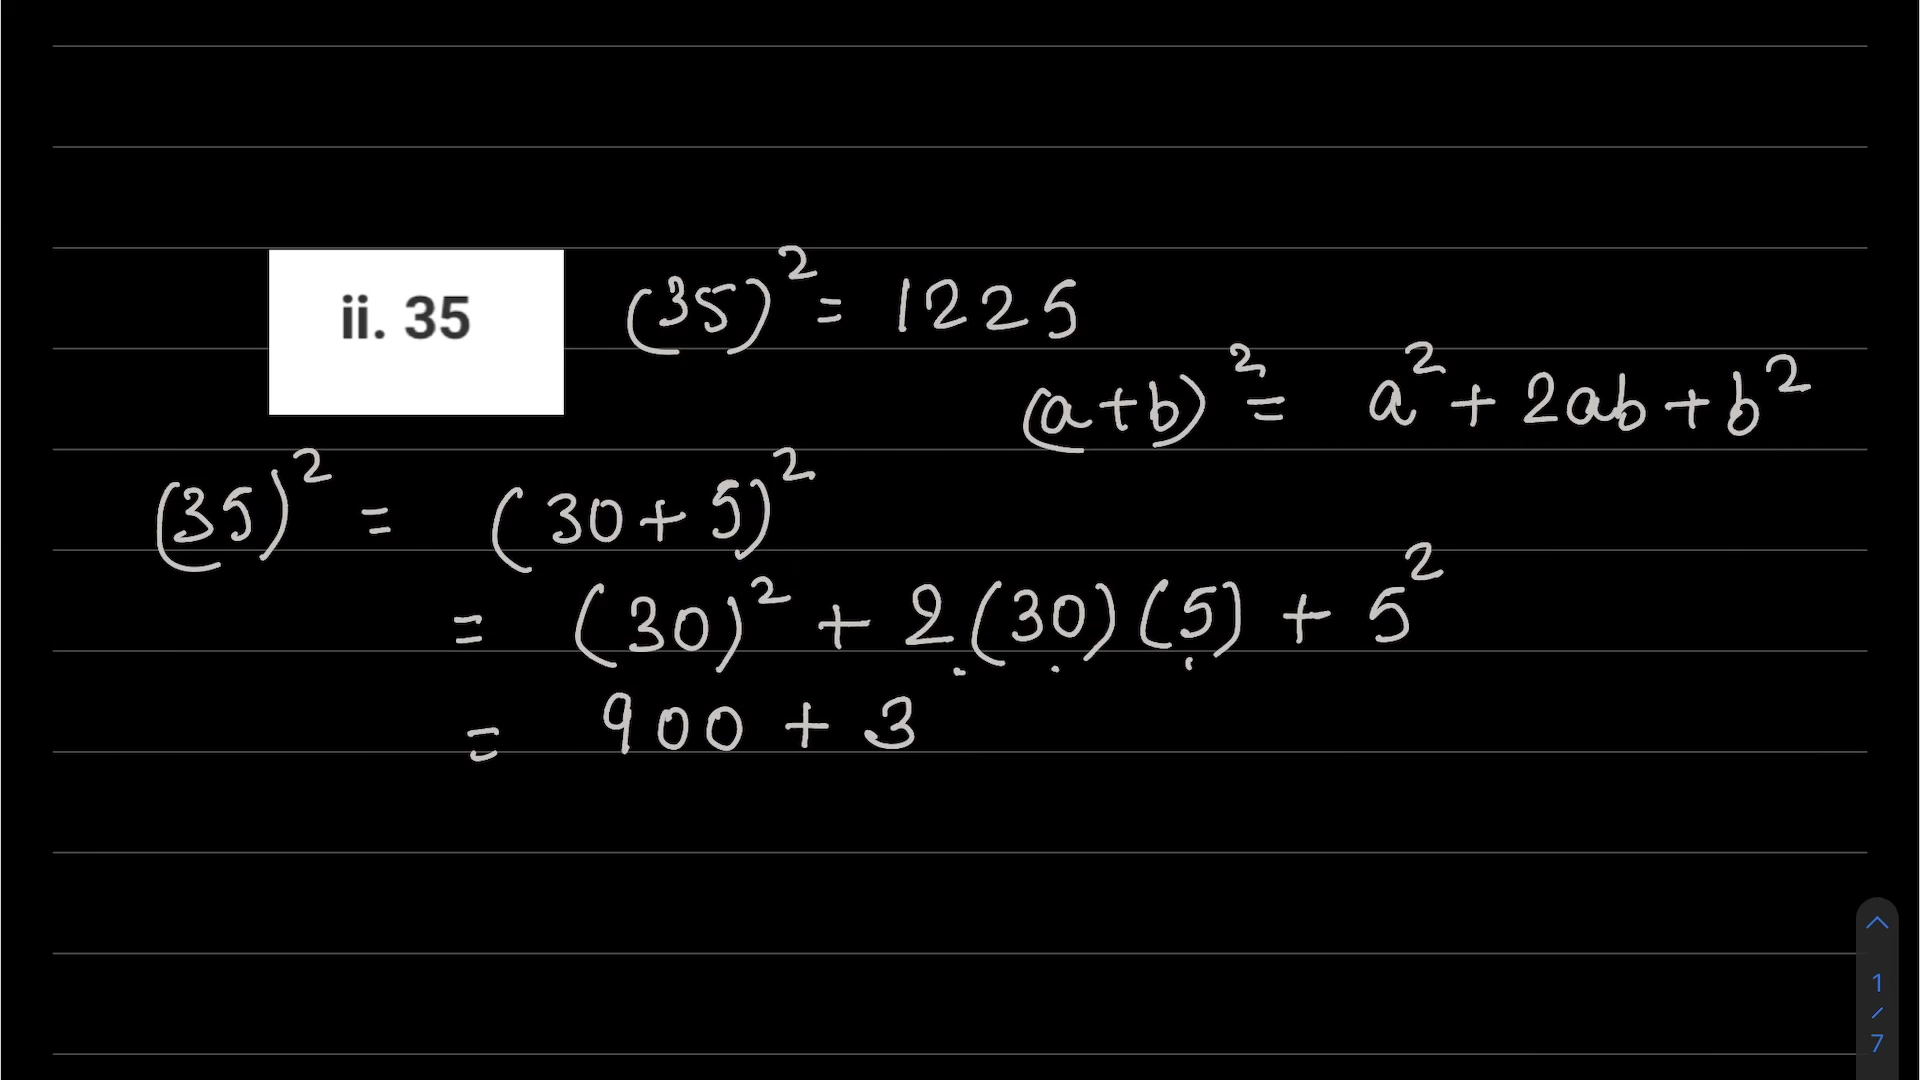 ii. 35 (35)² = 1225
(a+b)² = a² + 2ab + b²
(35)² = (30 + 5)²
= (30)² + 2(30)(5) + 5²
= 900 + 3
1
/
7